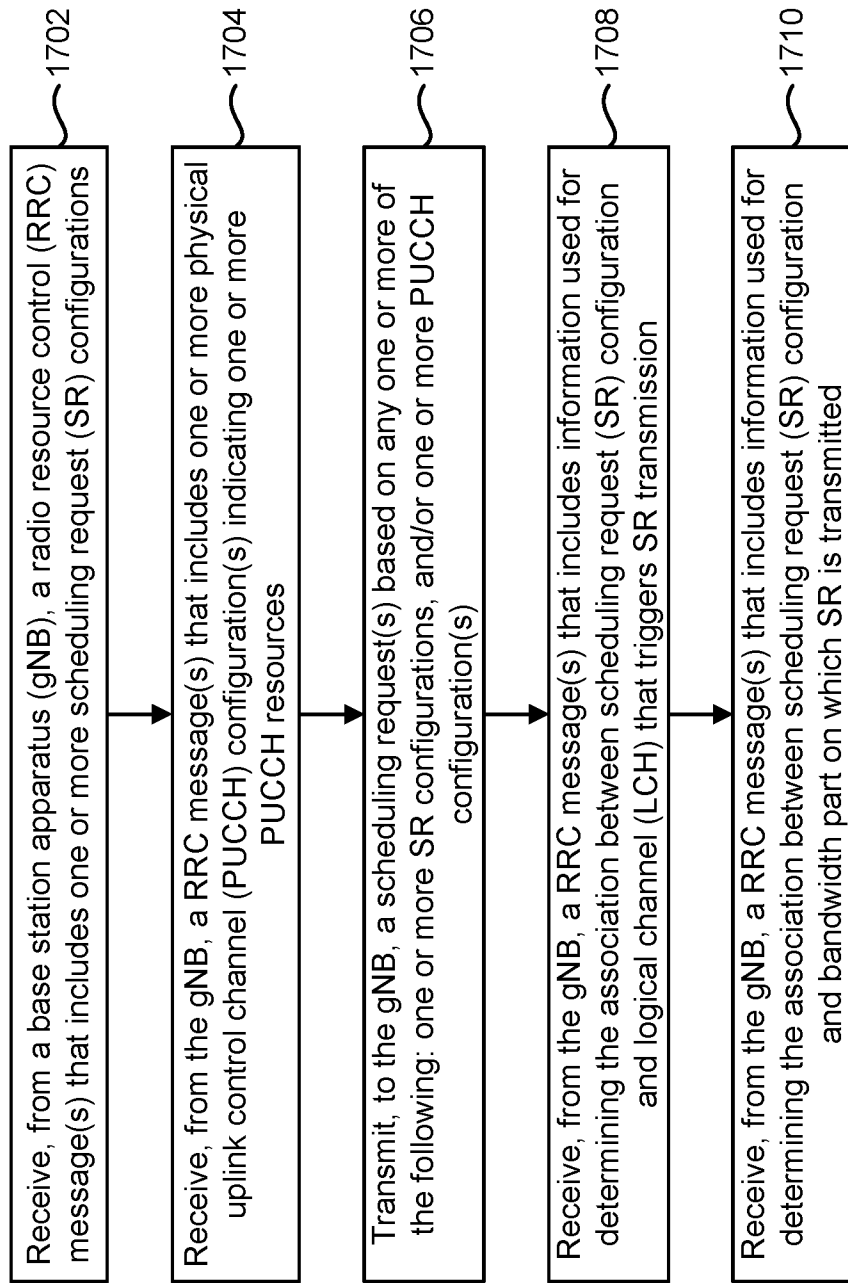 Receive, from a base station apparatus (gNB), a radio resource control (RRC)
message(s) that includes one or more scheduling request (SR) configurations
1702
Receive, from the gNB, a RRC message(s) that includes one or more physical
uplink control channel (PUCCH) configuration(s) indicating one or more
PUCCH resources
1704
Transmit, to the gNB, a scheduling request(s) based on any one or more of
the following: one or more SR configurations, and/or one or more PUCCH
configuration(s)
1706
Receive, from the gNB, a RRC message(s) that includes information used for
determining the association between scheduling request (SR) configuration
and logical channel (LCH) that triggers SR transmission
1708
Receive, from the gNB, a RRC message(s) that includes information used for
determining the association between scheduling request (SR) configuration
and bandwidth part on which SR is transmitted
1710